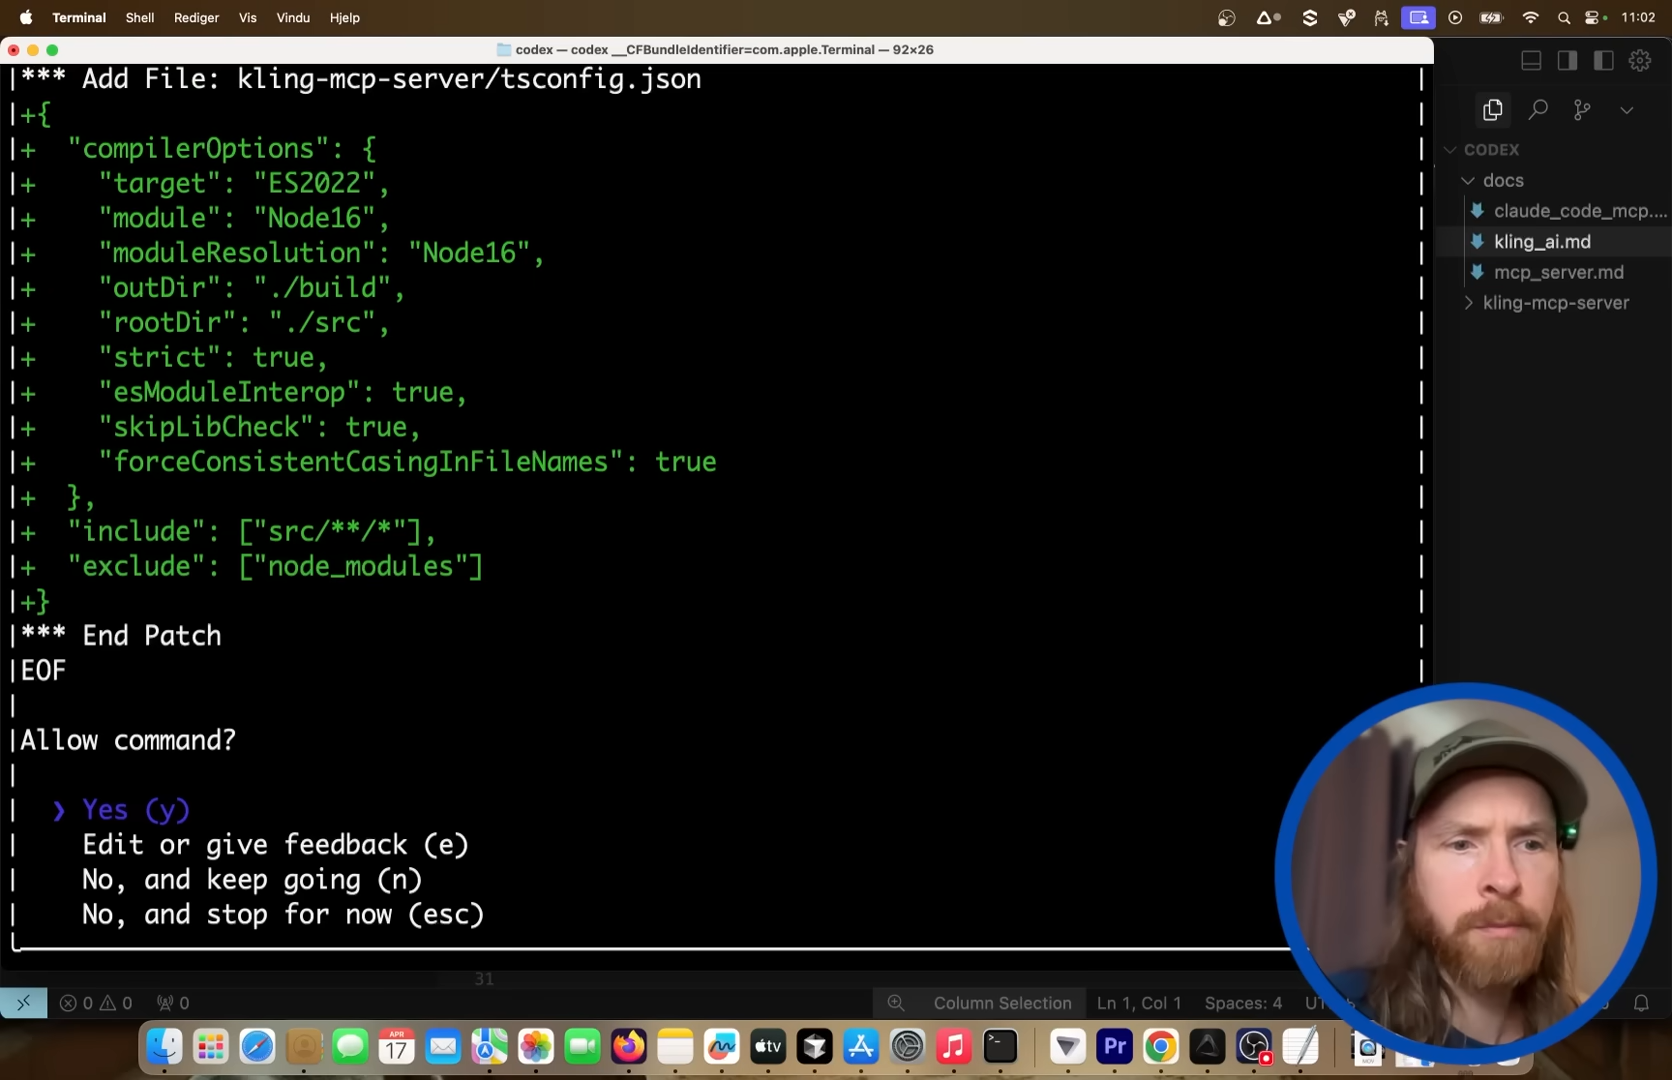 Terminal Shell Rediger Vis Vindu Hjelp 11:02
codex — codex __CFBundleIdentifier=com.apple.Terminal — 92×26
|*** Add File: kling-mcp-server/tsconfig.json
|+{
|+  "compilerOptions": {
|+    "target": "ES2022",
|+    "module": "Node16",
|+    "moduleResolution": "Node16",
|+    "outDir": "./build",
|+    "rootDir": "./src",
|+    "strict": true,
|+    "esModuleInterop": true,
|+    "skipLibCheck": true,
|+    "forceConsistentCasingInFileNames": true
|+  },
|+  "include": ["src/**/*"],
|+  "exclude": ["node_modules"]
|+}
|*** End Patch
|EOF
|Allow command?
❯ Yes (y)
Edit or give feedback (e)
No, and keep going (n)
No, and stop for now (esc)
CODEX
docs
claude_code_mcp....
kling_ai.md
mcp_server.md
kling-mcp-server
31
0 0 0 Column Selection Ln 1, Col 1 Spaces: 4
APR
17
tv
Pr